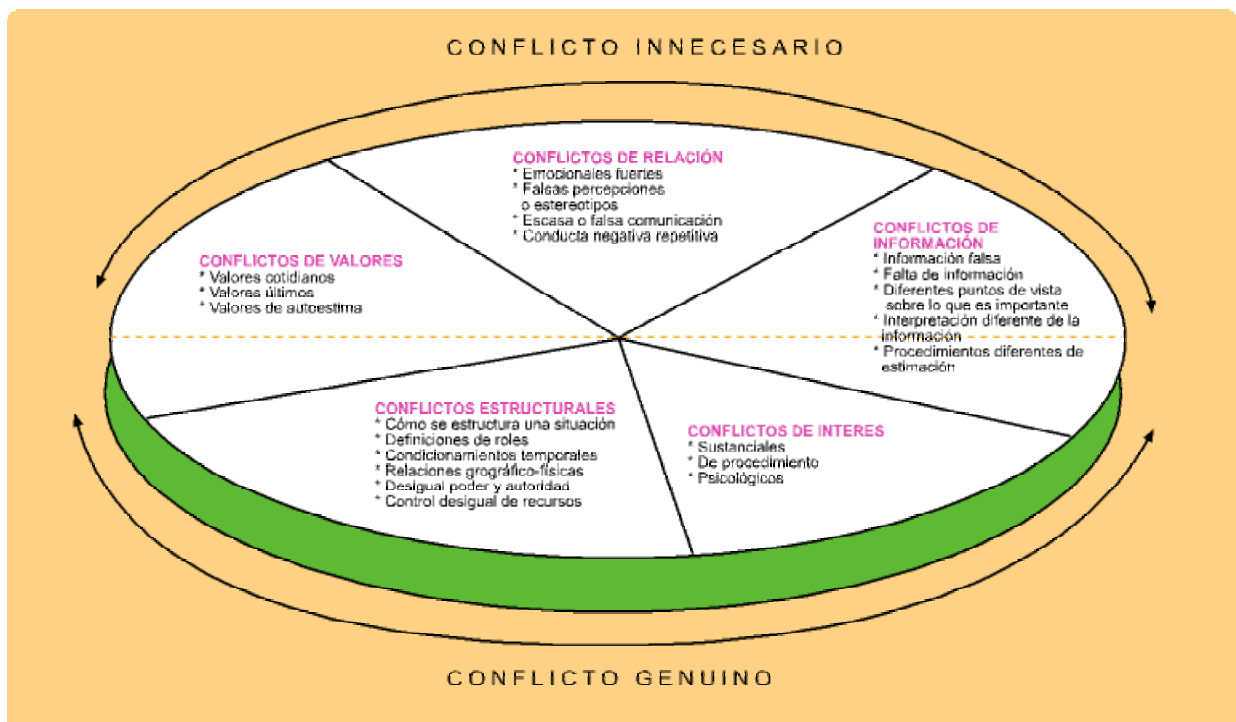 CONFLICTO INNECESARIO
CONFLICTOS DE RELACIÓN
* Emocionales fuertes
* Falsas percepciones
o estereotipos
* Escasa o falsa comunicación
* Conducta negativa repetitiva
CONFLICTOS DE VALORES
* Valores cotidianos
* Valores últimos
* Valores de autoestima
CONFLICTOS DE
INFORMACIÓN
* Información falsa
* Falta de información
* Diferentes puntos de vista
sobre lo que es importante
* Interpretación diferente de la
información
* Procedimientos diferentes de
estimación
CONFLICTOS ESTRUCTURALES
* Cómo se estructura una situación
* Definiciones de roles
* Condicionamientos temporales
* Relaciones grográfico-físicas
* Desigual poder y autoridad
* Control desigual de recursos
CONFLICTOS DE INTERES
* Sustanciales
* De procedimiento
* Psicológicos
CONFLICTO GENUINO